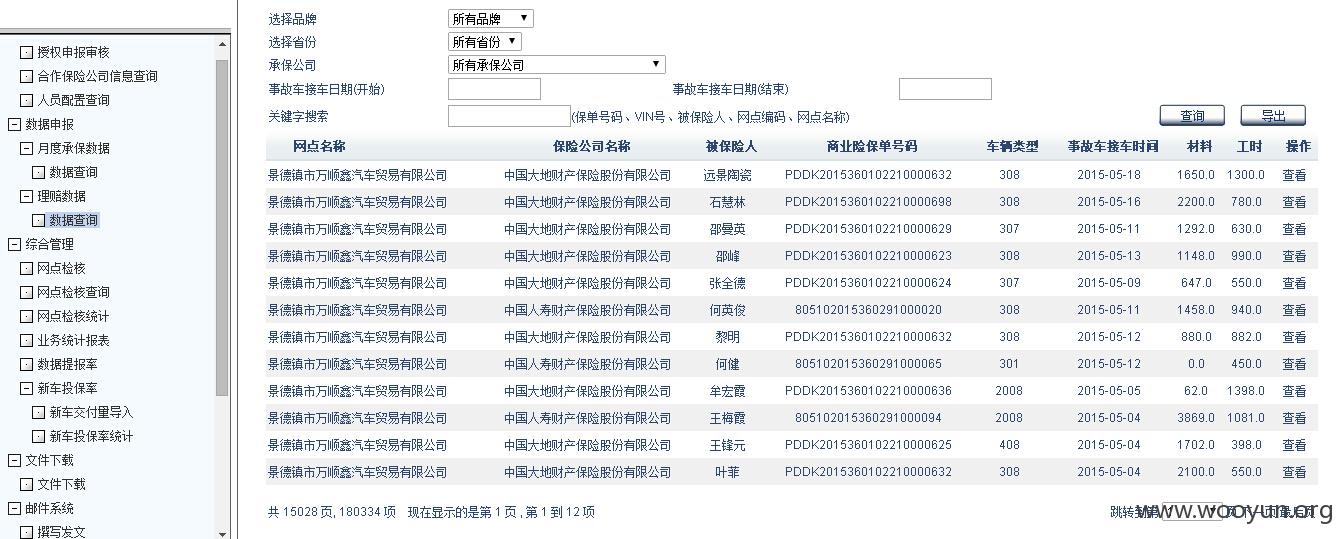 授权申报审核
合作保险公司信息查询
人员配置查询
数据申报
月度承保数据
数据查询
理赔数据
数据查询
综合管理
网点检核
网点检核查询
网点检核统计
业务统计报表
数据提报率
新车投保率
新车交付量导入
新车投保率统计
文件下载
文件下载
邮件系统
撰写发文
选择品牌 所有品牌
选择省份 所有省份
承保公司 所有承保公司
事故车接车日期(开始) 事故车接车日期(结束)
关键字搜索 (保单号码、VIN号、被保险人、网点编码、网点名称) 查询 导出
网点名称 保险公司名称 被保险人 商业险保单号码 车辆类型 事故车接车时间 材料 工时 操作
景德镇市万顺鑫汽车贸易有限公司 中国大地财产保险股份有限公司 远景陶瓷 PDDK2015360102210000632 308 2015-05-18 1650.0 1300.0 查看
景德镇市万顺鑫汽车贸易有限公司 中国大地财产保险股份有限公司 石慧林 PDDK2015360102210000698 308 2015-05-16 2200.0 780.0 查看
景德镇市万顺鑫汽车贸易有限公司 中国大地财产保险股份有限公司 邵曼英 PDDK2015360102210000629 307 2015-05-11 1292.0 630.0 查看
景德镇市万顺鑫汽车贸易有限公司 中国大地财产保险股份有限公司 邵峰 PDDK2015360102210000623 308 2015-05-13 1148.0 990.0 查看
景德镇市万顺鑫汽车贸易有限公司 中国大地财产保险股份有限公司 张全德 PDDK2015360102210000624 307 2015-05-09 647.0 550.0 查看
景德镇市万顺鑫汽车贸易有限公司 中国人寿财产保险股份有限公司 何英俊 805102015360291000020 308 2015-05-11 1458.0 940.0 查看
景德镇市万顺鑫汽车贸易有限公司 中国大地财产保险股份有限公司 黎明 PDDK2015360102210000632 308 2015-05-12 880.0 882.0 查看
景德镇市万顺鑫汽车贸易有限公司 中国人寿财产保险股份有限公司 何健 805102015360291000065 301 2015-05-12 0.0 450.0 查看
景德镇市万顺鑫汽车贸易有限公司 中国大地财产保险股份有限公司 牟宏霞 PDDK2015360102210000636 2008 2015-05-05 62.0 1398.0 查看
景德镇市万顺鑫汽车贸易有限公司 中国人寿财产保险股份有限公司 王梅霞 805102015360291000094 2008 2015-05-04 3869.0 1081.0 查看
景德镇市万顺鑫汽车贸易有限公司 中国大地财产保险股份有限公司 王锋元 PDDK2015360102210000625 408 2015-05-04 1702.0 398.0 查看
景德镇市万顺鑫汽车贸易有限公司 中国大地财产保险股份有限公司 叶菲 PDDK2015360102210000632 308 2015-05-04 2100.0 550.0 查看
共 15028 页, 180334 项 现在显示的是第 1 页 , 第 1 到 12 项 跳转到第
www.wooyun.org